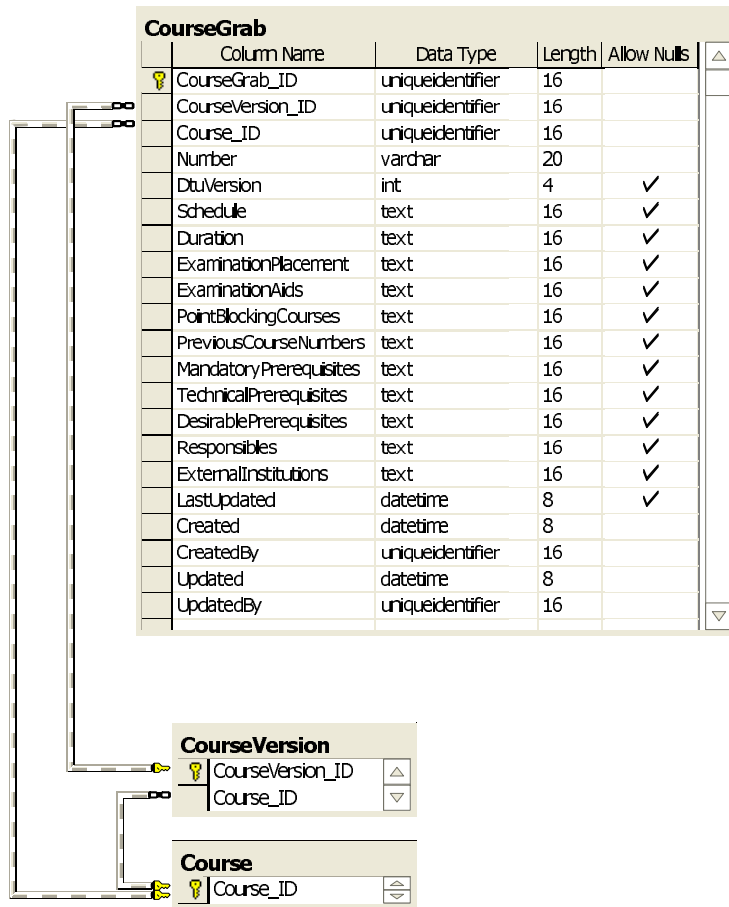 CourseGrab
Column Name Data Type Length Allow Nulls
CourseGrab_ID uniqueidentifier 16
CourseVersion_ID uniqueidentifier 16
Course_ID uniqueidentifier 16
Number varchar 20
DtuVersion int 4 ✓
Schedule text 16 ✓
Duration text 16 ✓
ExaminationPlacement text 16 ✓
ExaminationAids text 16 ✓
PointBlockingCourses text 16 ✓
PreviousCourseNumbers text 16 ✓
MandatoryPrerequisites text 16 ✓
TechnicalPrerequisites text 16 ✓
DesirablePrerequisites text 16 ✓
Responsibles text 16 ✓
ExternalInstitutions text 16 ✓
LastUpdated datetime 8 ✓
Created datetime 8
CreatedBy uniqueidentifier 16
Updated datetime 8
UpdatedBy uniqueidentifier 16
CourseVersion
CourseVersion_ID
Course_ID
Course
Course_ID